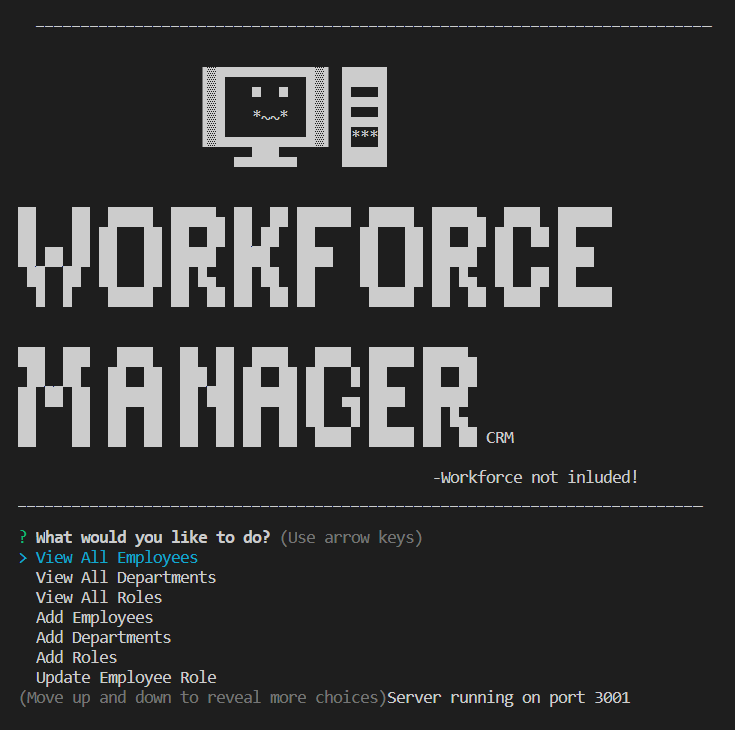 *~~*
***
WORKFORCE
MANAGER CRM
-Workforce not inluded!
? What would you like to do? (Use arrow keys)
> View All Employees
View All Departments
View All Roles
Add Employees
Add Departments
Add Roles
Update Employee Role
(Move up and down to reveal more choices)Server running on port 3001